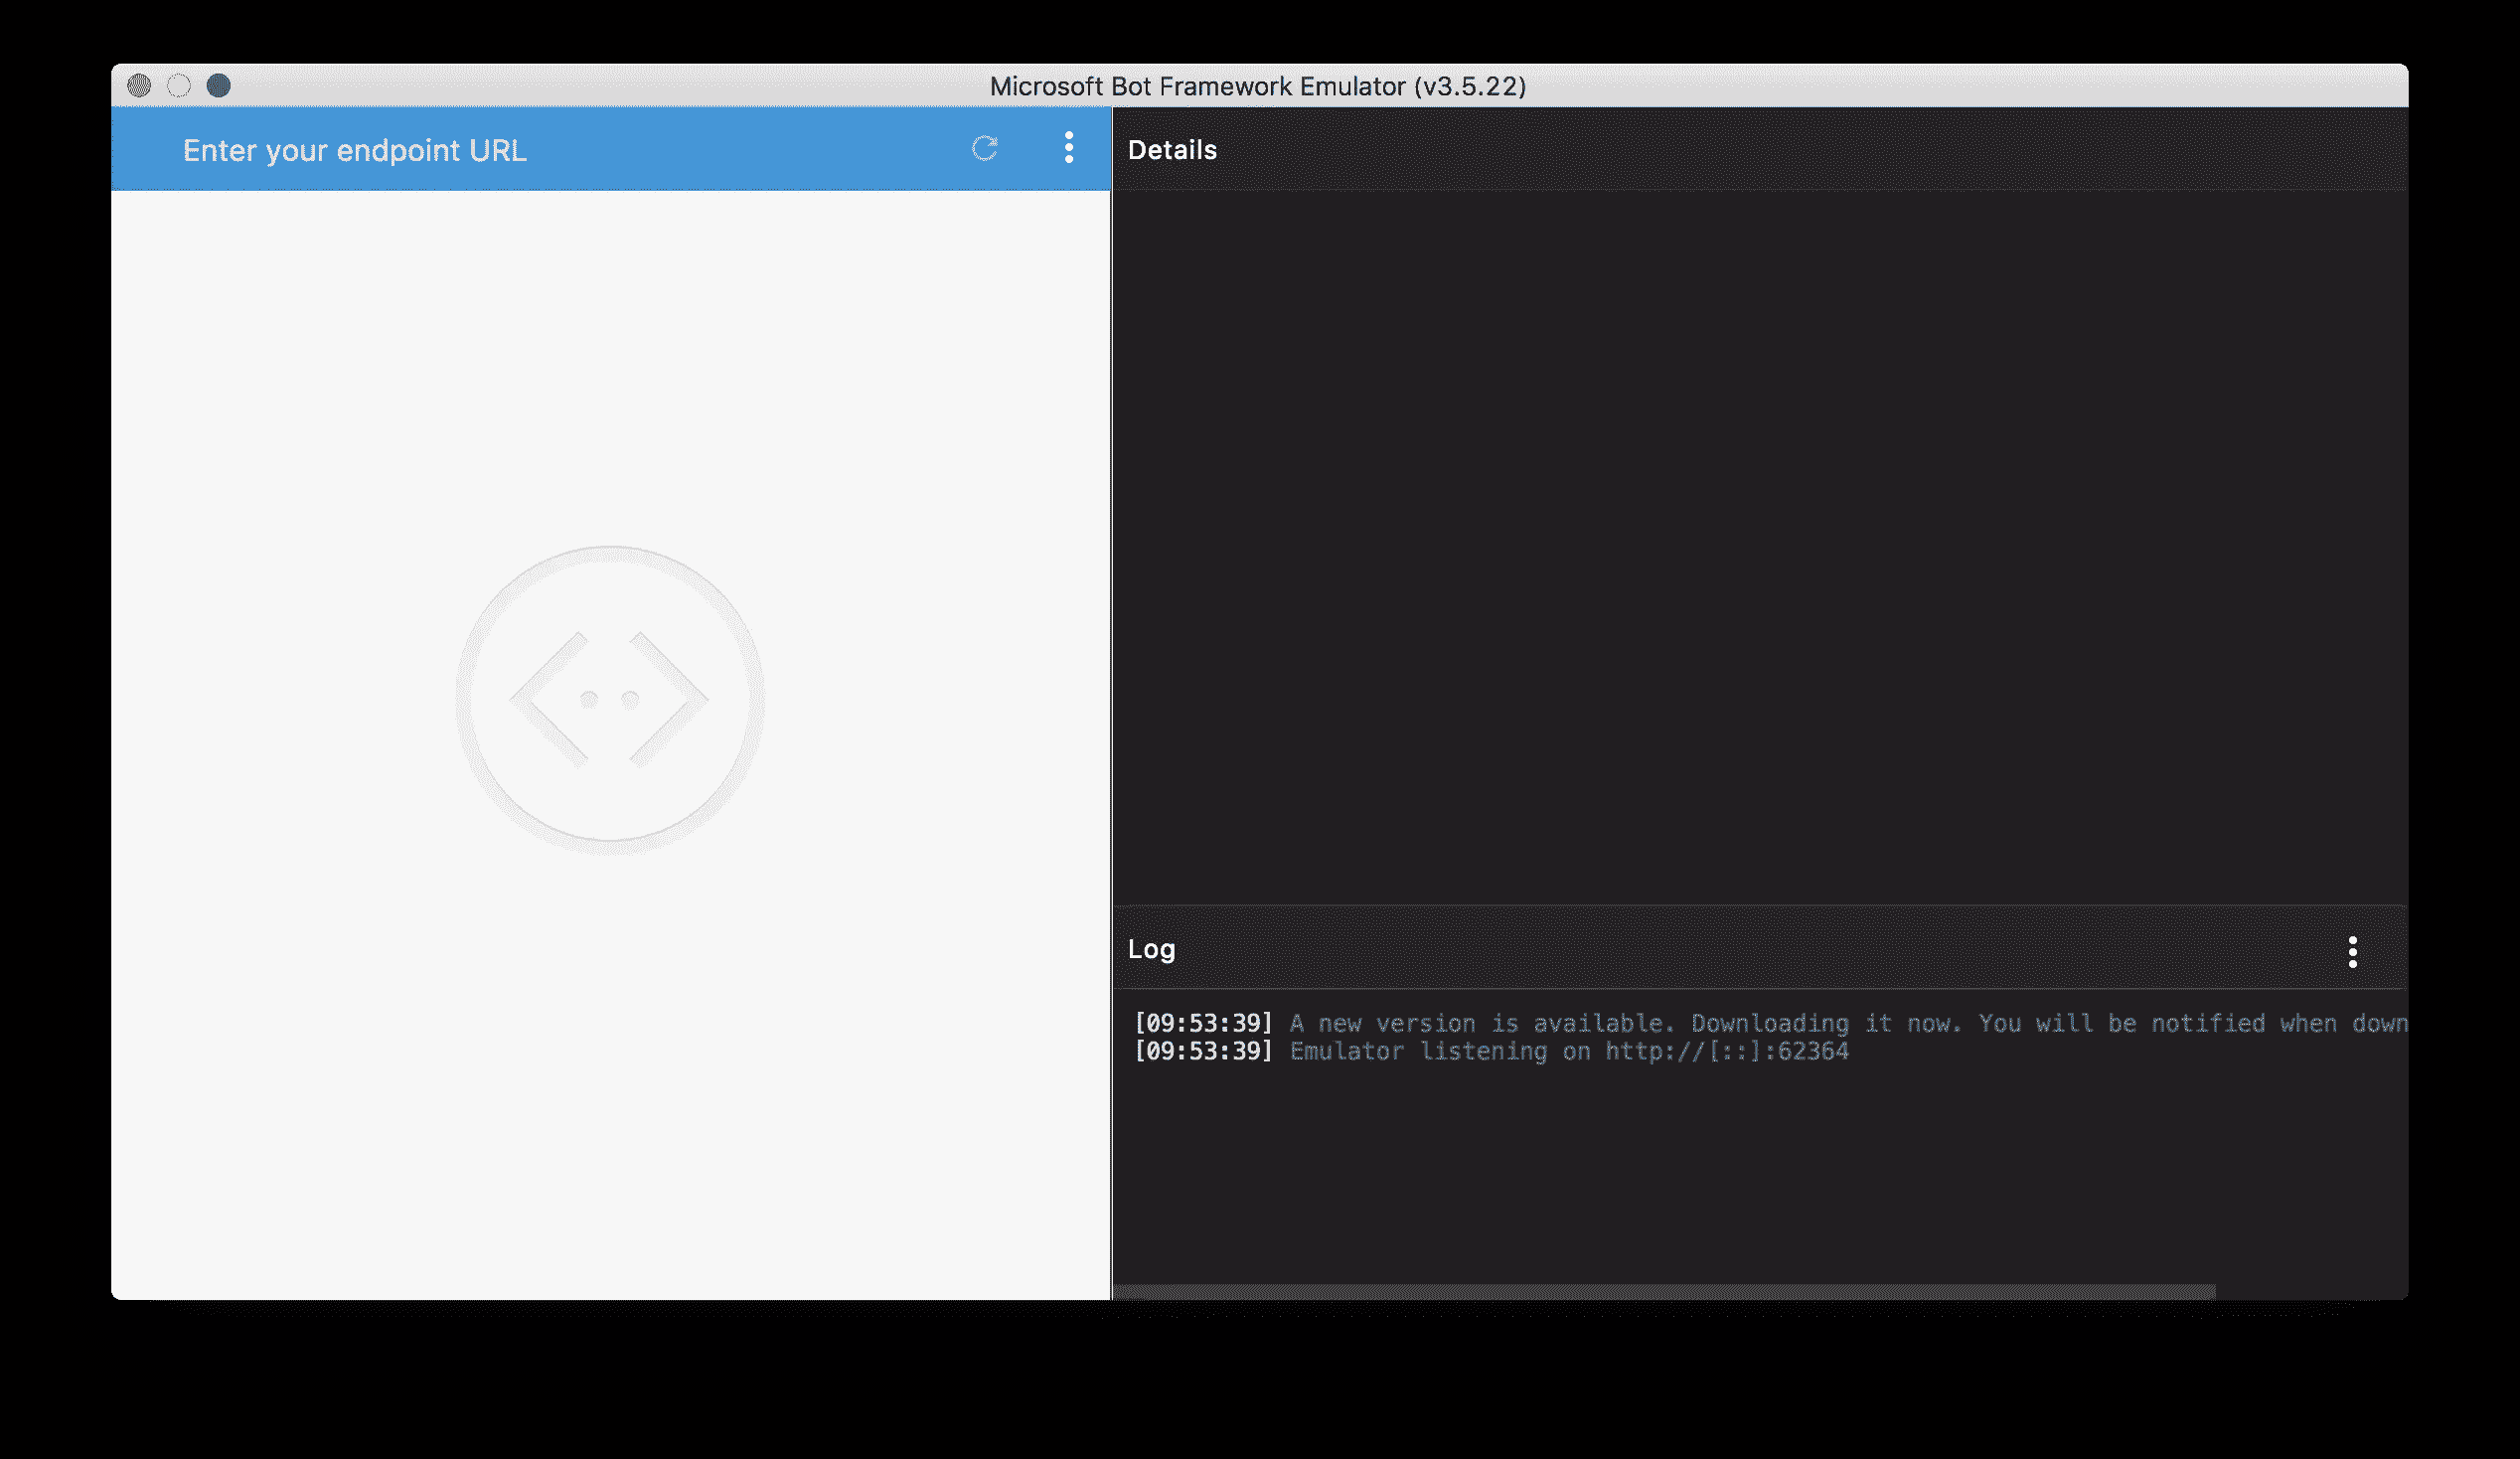 Microsoft Bot Framework Emulator (v3.5.22)
Enter your endpoint URL
Details
Log
[09:53:39] A new version is available. Downloading it now. You will be notified when down
[09:53:39] Emulator listening on http://[::]:62364